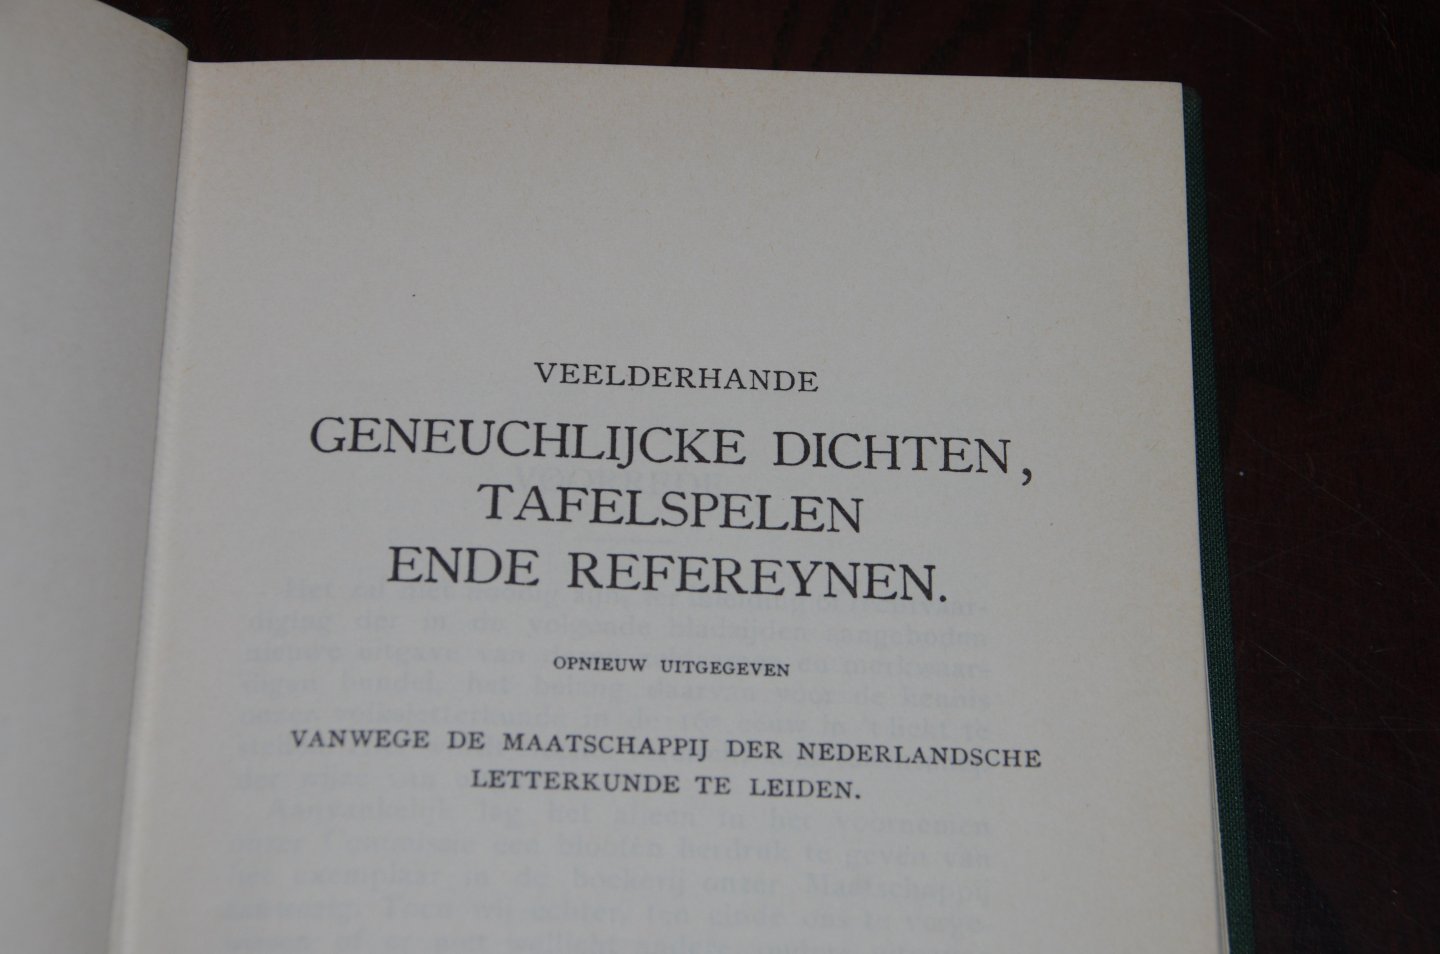 VEELDERHANDE
GENEUCHLIJCKE DICHTEN,
TAFELSPELEN
ENDE REFEREYNEN.
OPNIEUW UITGEGEVEN
VANWEGE DE MAATSCHAPPIJ DER NEDERLANDSCHE
LETTERKUNDE TE LEIDEN.